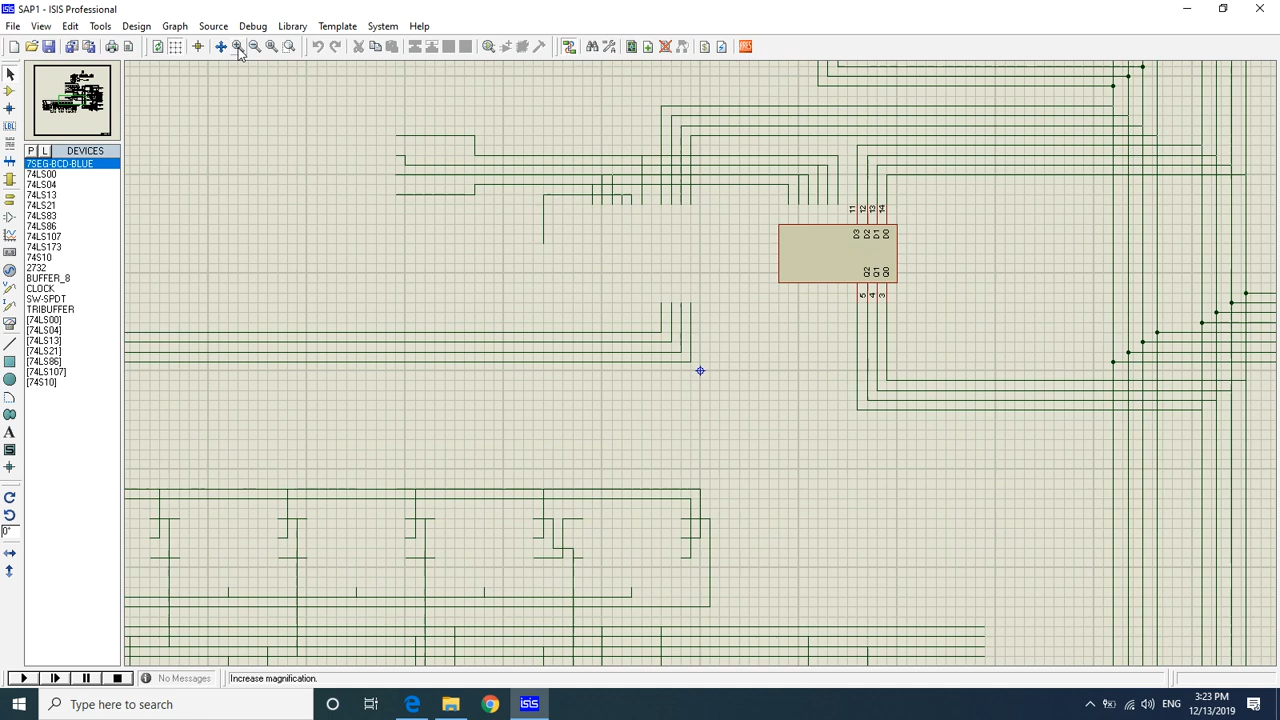 SAP1 - ISIS Professional
File View Edit Tools Design Graph Source Debug Library Template System Help
P L DEVICES
7SEG-BCD-BLUE
74LS00
74LS04
74LS13
74LS21
74LS83
74LS86
74LS107
74LS173
74S10
2732
BUFFER_8
CLOCK
SW-SPDT
TRIBUFFER
[74LS00]
[74LS04]
[74LS13]
[74LS21]
[74LS86]
[74LS107]
[74S10]
LBL
A
0°
11 12 13 14
D3 D2 D1 D0
Q2 Q1 Q0
5 4 3
No Messages
Increase magnification.
Type here to search
isis
ENG
3:23 PM
12/13/2019